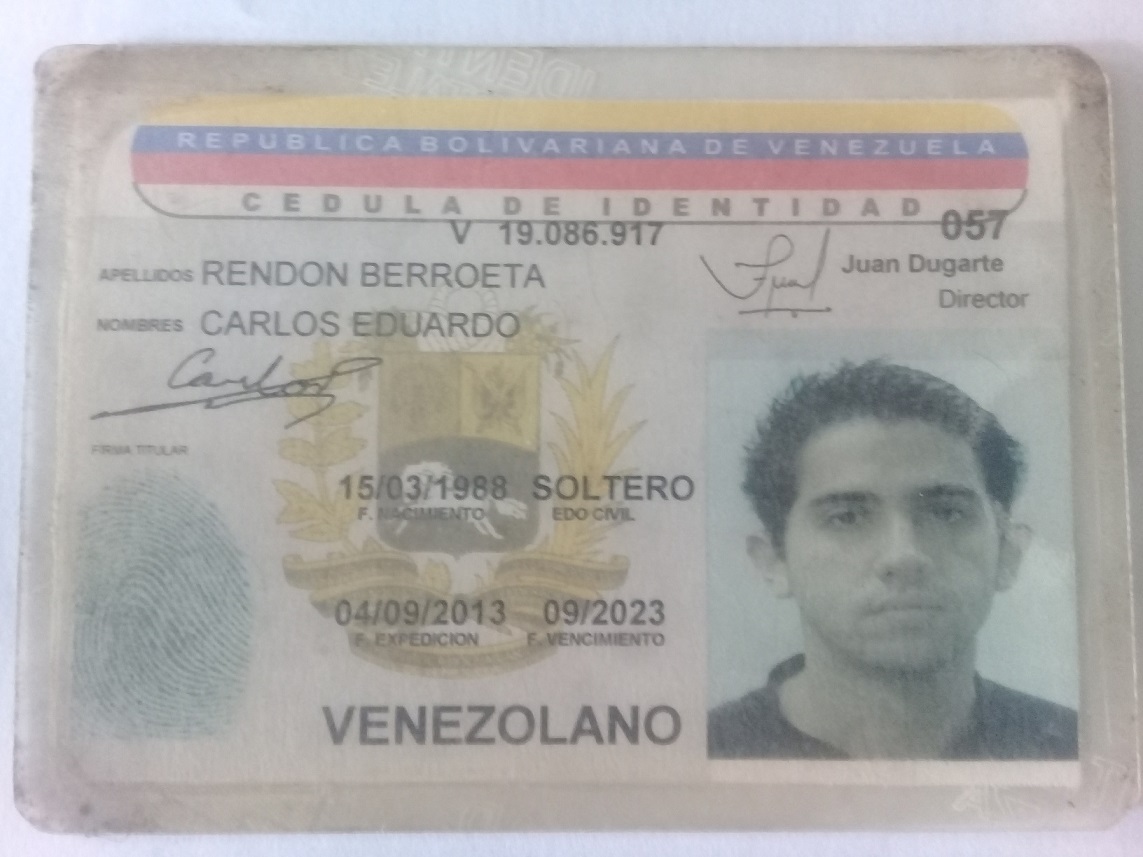 REPUBLICA BOLIVARIANA DE VENEZUELA
CEDULA DE IDENTIDAD
V 19.086.917 057
APELLIDOS RENDON BERROETA
Juan Dugarte
Director
NOMBRES CARLOS EDUARDO
Carlos
FIRMA TITULAR
15/03/1988 SOLTERO
F. NACIMIENTO EDO CIVIL
04/09/2013 09/2023
F. EXPEDICION F. VENCIMIENTO
VENEZOLANO